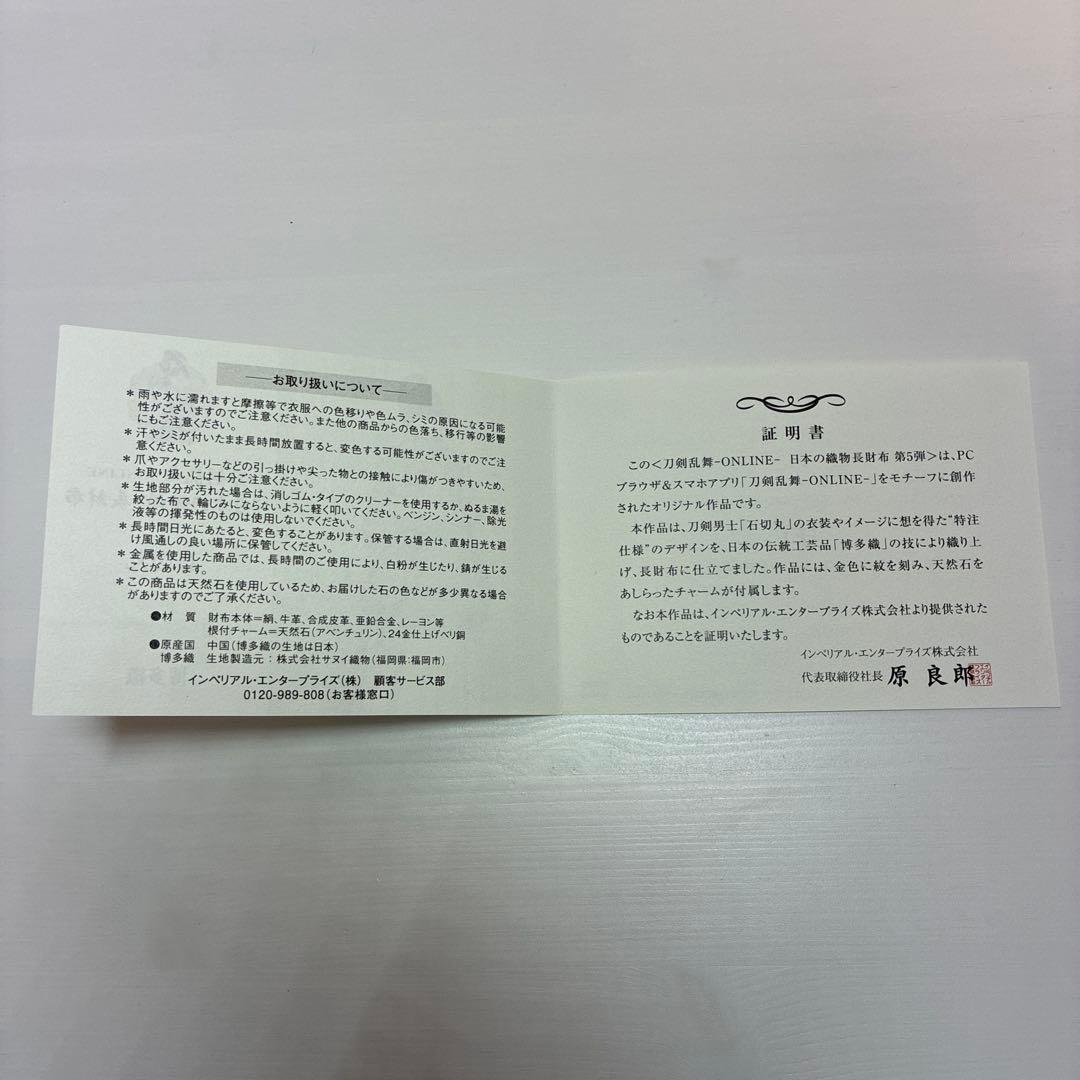 ――お取り扱いについて――
＊雨や水に濡れますと摩擦等で衣服への色移りや色ムラ、シミの原因になる可能
性がございますのでご注意ください。また他の商品からの色落ち、移行等の影響
にもご注意ください。
＊汗やシミが付いたまま長時間放置すると、変色する可能性がございますのでご注
意ください。
＊爪やアクセサリーなどの引っ掛けや尖った物との接触により傷がつきやすいため、
お取り扱いには十分ご注意ください。
＊生地部分が汚れた場合は、消しゴム・タイプのクリーナーを使用するか、ぬるま湯を
絞った布で、輪じみにならないように軽く叩いてください。ベンジン、シンナー、除光
液等の揮発性のものは使用しないでください。
＊長時間日光にあたると、変色することがあります。保管する場合は、直射日光を避
け風通しの良い場所に保管してください。
＊金属を使用した商品では、長時間のご使用により、白粉が生じたり、錆が生じる
ことがあります。
＊この商品は天然石を使用しているため、お届けした石の色などが多少異なる場合
がありますのでご了承ください。
●材 質 財布本体＝絹、牛革、合成皮革、亜鉛合金、レーヨン等
根付チャーム＝天然石（アベンチュリン）、24金仕上げベリ銅
●原産国 中国（博多織の生地は日本）
博多織 生地製造元：株式会社サヌイ織物（福岡県：福岡市）
インペリアル・エンタープライズ（株） 顧客サービス部
0120-989-808（お客様窓口）
証明書
この＜刀剣乱舞-ONLINE- 日本の織物長財布 第5弾＞は、PC
ブラウザ&スマホアプリ「刀剣乱舞-ONLINE-」をモチーフに創作
されたオリジナル作品です。
本作品は、刀剣男士「石切丸」の衣装やイメージに想を得た“特注
仕様”のデザインを、日本の伝統工芸品「博多織」の技により織り上
げ、長財布に仕立てました。作品には、金色に紋を刻み、天然石を
あしらったチャームが付属します。
なお本作品は、インペリアル・エンタープライズ株式会社より提供された
ものであることを証明いたします。
インペリアル・エンタープライズ株式会社
代表取締役社長 原 良郎